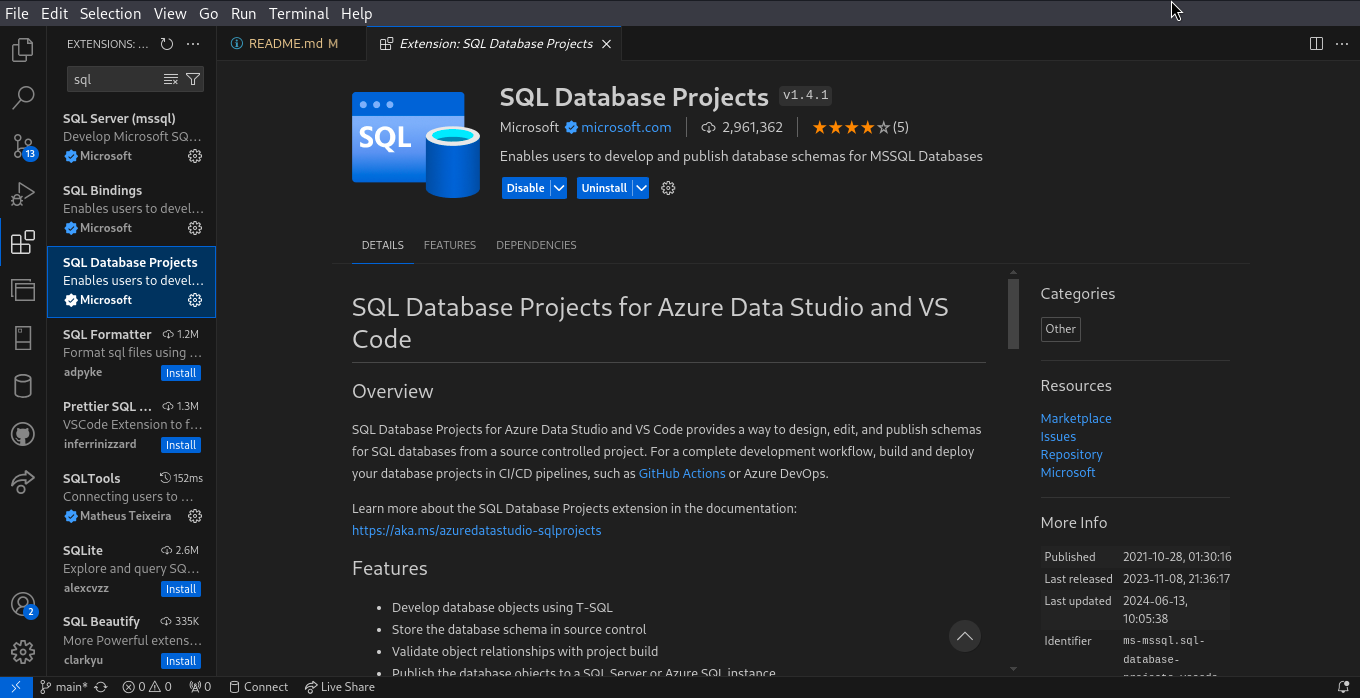 File Edit Selection View Go Run Terminal Help
EXTENSIONS: ...
README.md M
Extension: SQL Database Projects
sql
SQL Server (mssql)
Develop Microsoft SQ...
Microsoft
SQL Bindings
Enables users to devel...
Microsoft
SQL Database Projects
Enables users to devel...
Microsoft
SQL Formatter 1.2M
Format sql files using ...
adpyke Install
Prettier SQL ... 1.3M
VSCode Extension to f...
inferrinizzard Install
SQLTools 152ms
Connecting users to ...
Matheus Teixeira
SQLite 2.6M
Explore and query SQ...
alexcvzz Install
SQL Beautify 335K
More Powerful extens...
clarkyu Install
13
2
SQL
SQL Database Projects v1.4.1
Microsoft microsoft.com 2,961,362 (5)
Enables users to develop and publish database schemas for MSSQL Databases
Disable Uninstall
DETAILS FEATURES DEPENDENCIES
SQL Database Projects for Azure Data Studio and VS
Code
Overview
SQL Database Projects for Azure Data Studio and VS Code provides a way to design, edit, and publish schemas
for SQL databases from a source controlled project. For a complete development workflow, build and deploy
your database projects in CI/CD pipelines, such as GitHub Actions or Azure DevOps.
Learn more about the SQL Database Projects extension in the documentation:
https://aka.ms/azuredatastudio-sqlprojects
Features
• Develop database objects using T-SQL
• Store the database schema in source control
• Validate object relationships with project build
• Publish the database objects to a SQL Server or Azure SQL instance
Categories
Other
Resources
Marketplace
Issues
Repository
Microsoft
More Info
Published 2021-10-28, 01:30:16
Last released 2023-11-08, 21:36:17
Last updated 2024-06-13,
10:05:38
Identifier ms-mssql.sql-
database-
projects-vscode
main* 0 0 0 Connect Live Share